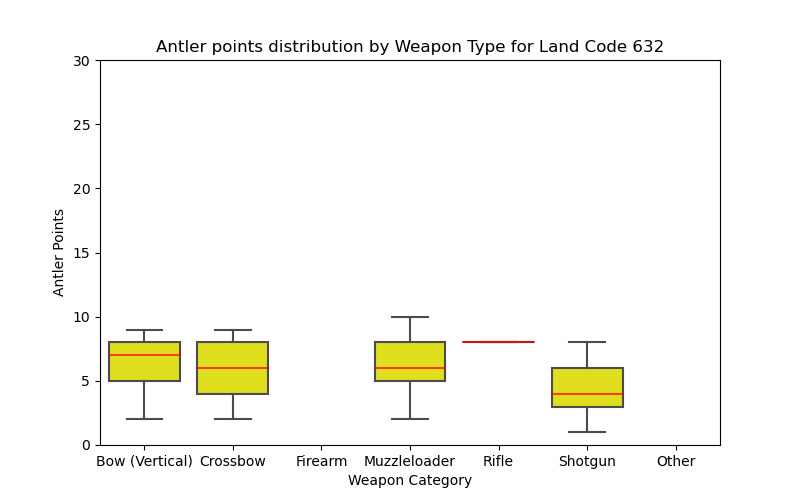 Antler points distribution by Weapon Type for Land Code 632
30
25
20
15
10
5
0
Antler Points
Bow (Vertical) Crossbow Firearm Muzzleloader Rifle Shotgun Other
Weapon Category